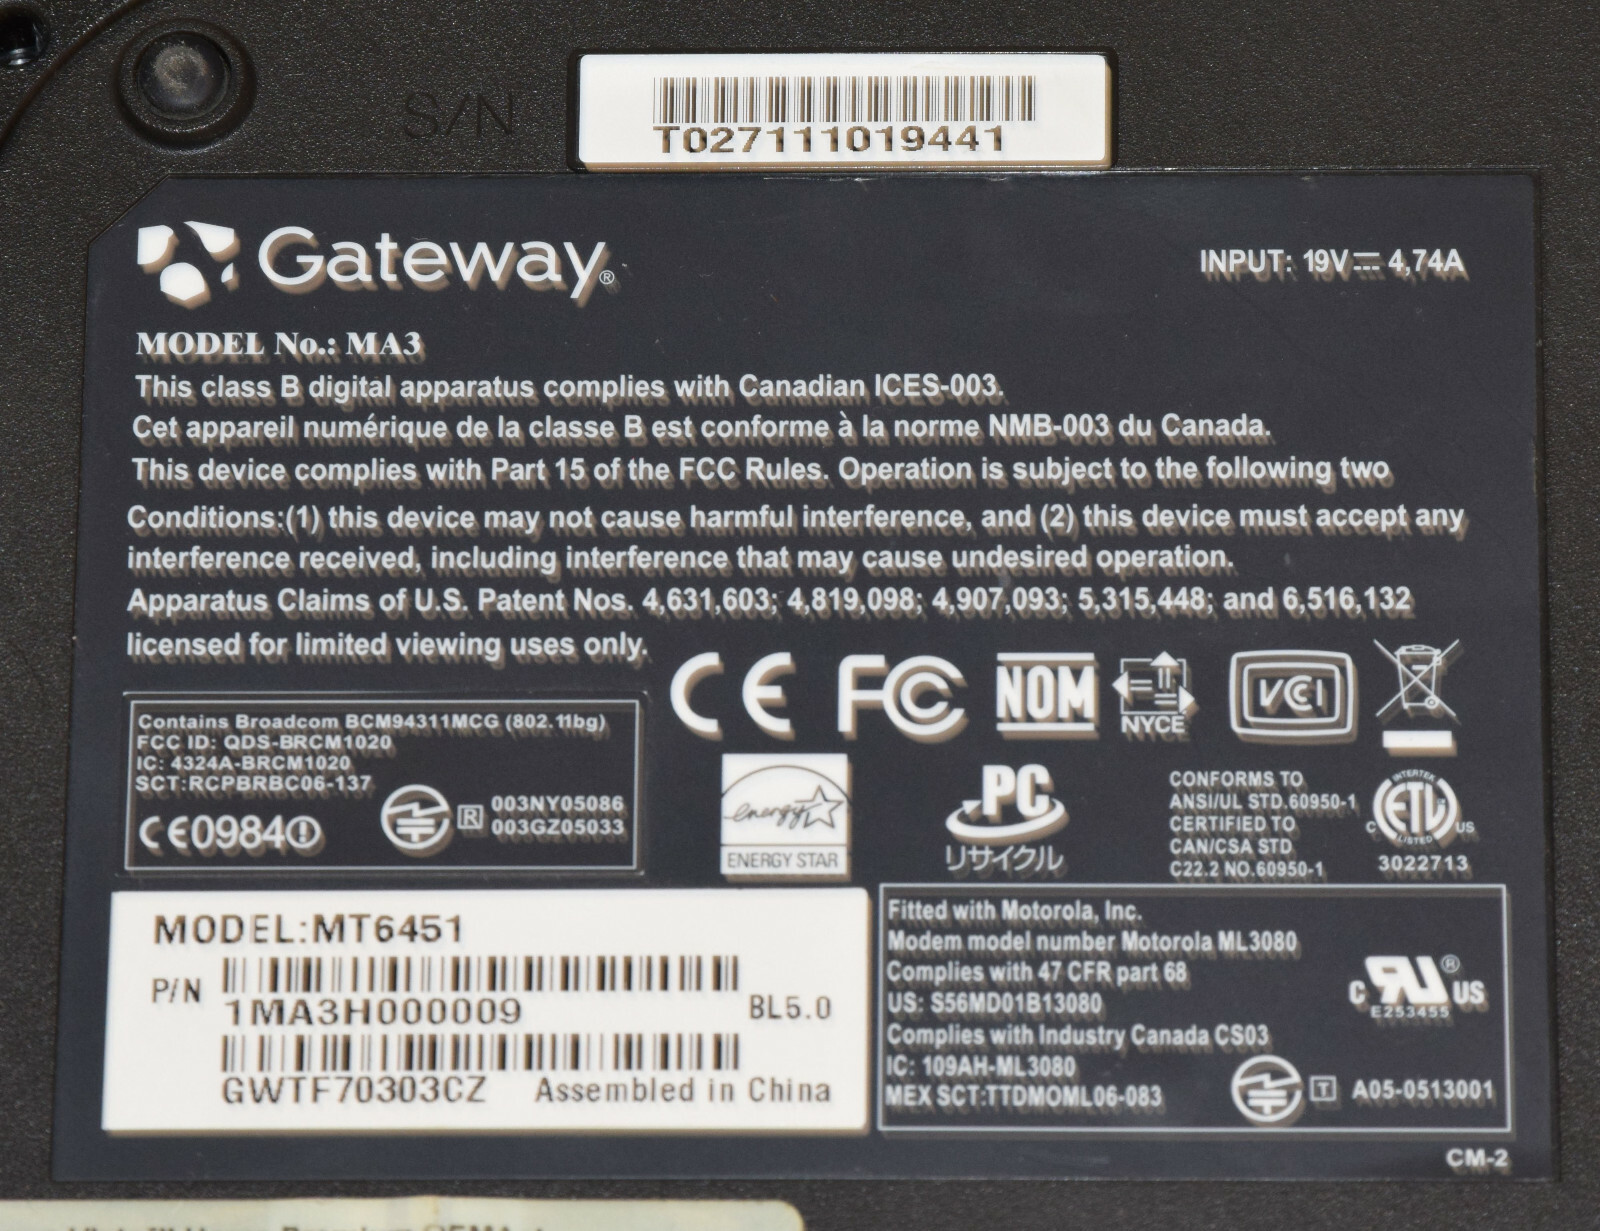 S/N
T027111019441
Gateway®
INPUT: 19V⎓ 4,74A
MODEL No.: MA3
This class B digital apparatus complies with Canadian ICES-003.
Cet appareil numérique de la classe B est conforme à la norme NMB-003 du Canada.
This device complies with Part 15 of the FCC Rules. Operation is subject to the following two
Conditions:(1) this device may not cause harmful interference, and (2) this device must accept any
interference received, including interference that may cause undesired operation.
Apparatus Claims of U.S. Patent Nos. 4,631,603; 4,819,098; 4,907,093; 5,315,448; and 6,516,132
licensed for limited viewing uses only.
CE FC NOM NYCE VCCI
Contains Broadcom BCM94311MCG (802.11bg)
FCC ID: QDS-BRCM1020
IC: 4324A-BRCM1020
SCT:RCPBRBC06-137
CE0984
R 003NY05086
003GZ05033
energy
ENERGY STAR
PC
リサイクル
CONFORMS TO
ANSI/UL STD.60950-1
CERTIFIED TO
CAN/CSA STD
C22.2 NO.60950-1
INTERTEK
C ETL US
LISTED
3022713
MODEL:MT6451
P/N
1MA3H000009
BL5.0
GWTF70303CZ Assembled in China
Fitted with Motorola, Inc.
Modem model number Motorola ML3080
Complies with 47 CFR part 68
US: S56MD01B13080
Complies with Industry Canada CS03
IC: 109AH-ML3080
MEX SCT:TTDMOML06-083
C RU® US
E253455
T A05-0513001
CM-2